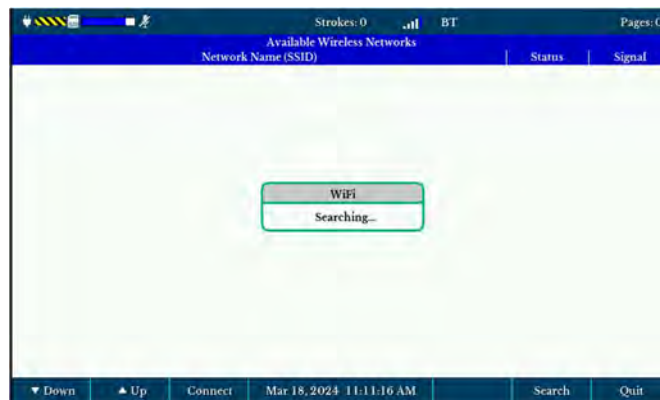 Strokes: 0 BT Pages: 0
Available Wireless Networks
Network Name (SSID) Status Signal
WiFi
Searching...
Down Up Connect Mar 18, 2024 11:11:16 AM Search Quit